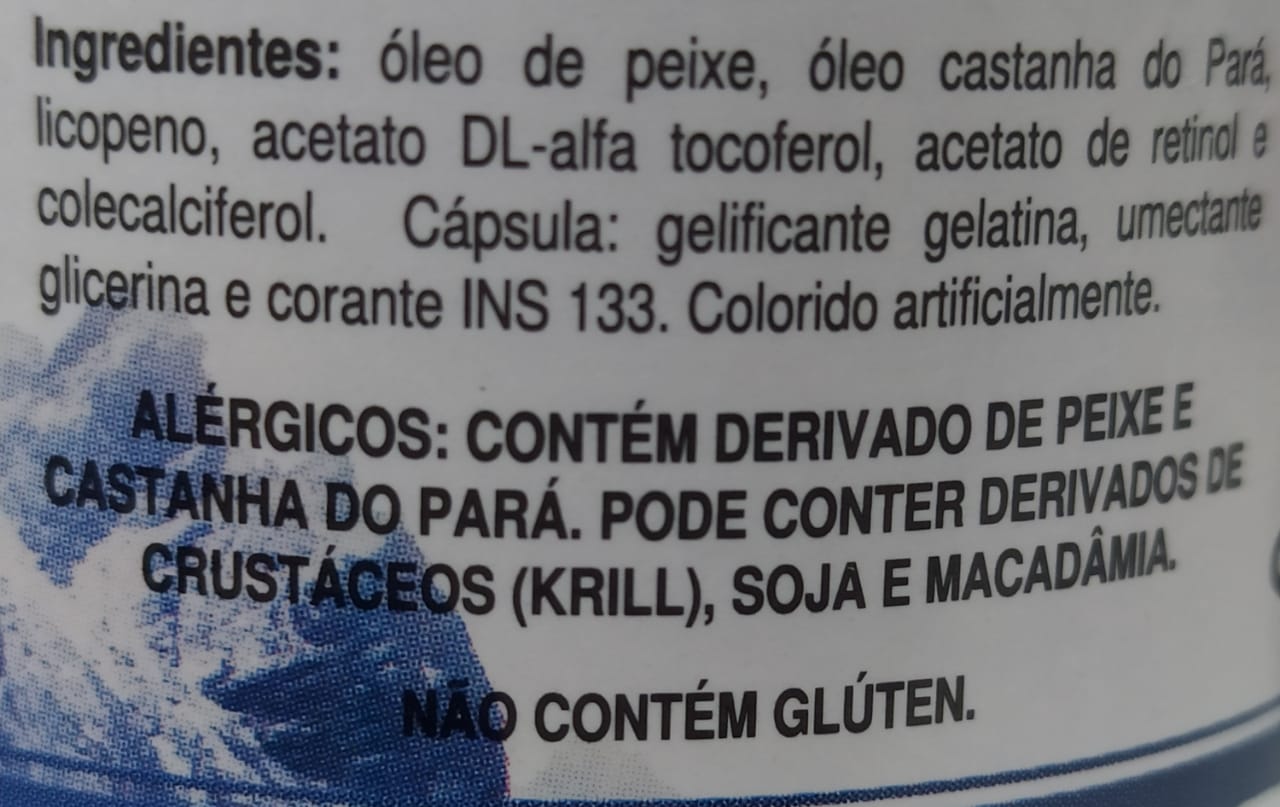 Ingredientes: óleo de peixe, óleo castanha do Pará,
licopeno, acetato DL-alfa tocoferol, acetato de retinol e
colecalciferol. Cápsula: gelificante gelatina, umectante
glicerina e corante INS 133. Colorido artificialmente.
ALÉRGICOS: CONTÉM DERIVADO DE PEIXE E
CASTANHA DO PARÁ. PODE CONTER DERIVADOS DE
CRUSTÁCEOS (KRILL), SOJA E MACADÂMIA.
NÃO CONTÉM GLÚTEN.